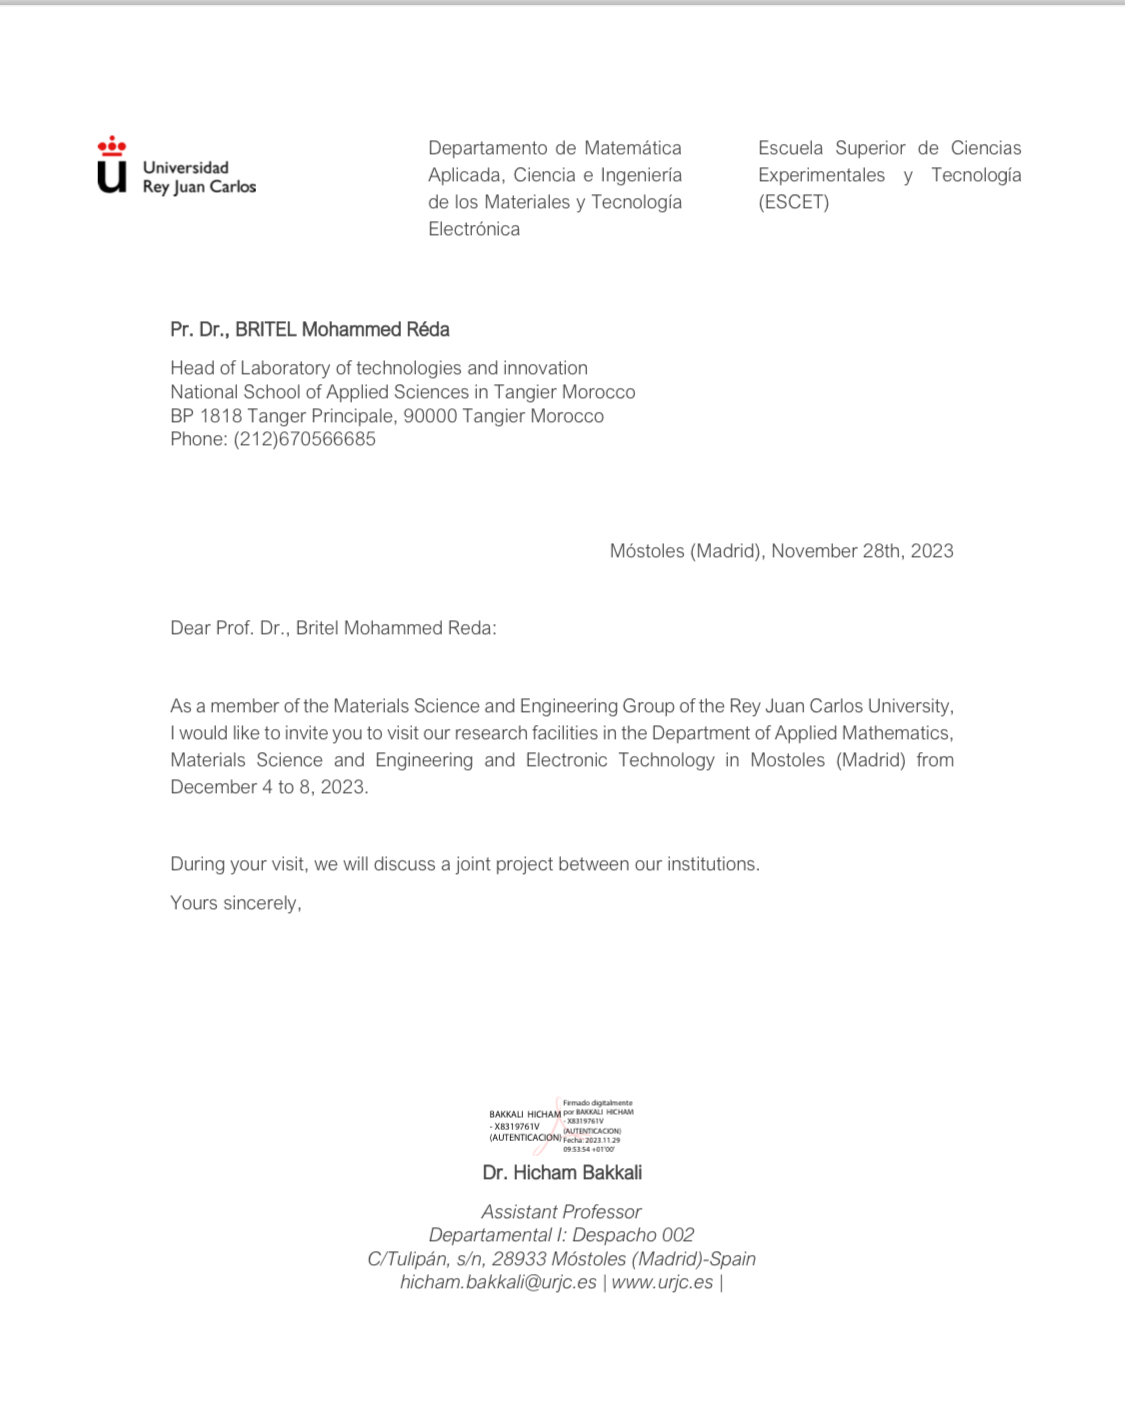 Universidad
Rey Juan Carlos
Departamento de Matemática
Aplicada, Ciencia e Ingeniería
de los Materiales y Tecnología
Electrónica
Escuela Superior de Ciencias
Experimentales y Tecnología
(ESCET)
Pr. Dr., BRITEL Mohammed Réda
Head of Laboratory of technologies and innovation
National School of Applied Sciences in Tangier Morocco
BP 1818 Tanger Principale, 90000 Tangier Morocco
Phone: (212)670566685
Móstoles (Madrid), November 28th, 2023
Dear Prof. Dr., Britel Mohammed Reda:
As a member of the Materials Science and Engineering Group of the Rey Juan Carlos University,
I would like to invite you to visit our research facilities in the Department of Applied Mathematics,
Materials Science and Engineering and Electronic Technology in Mostoles (Madrid) from
December 4 to 8, 2023.
During your visit, we will discuss a joint project between our institutions.
Yours sincerely,
BAKKALI HICHAM
- X8319761V
(AUTENTICACION)
Firmado digitalmente
por BAKKALI HICHAM
- X8319761V
(AUTENTICACION)
Fecha: 2023.11.29
09:53:54 +01'00'
Dr. Hicham Bakkali
Assistant Professor
Departamental I: Despacho 002
C/Tulipán, s/n, 28933 Móstoles (Madrid)-Spain
hicham.bakkali@urjc.es | www.urjc.es |